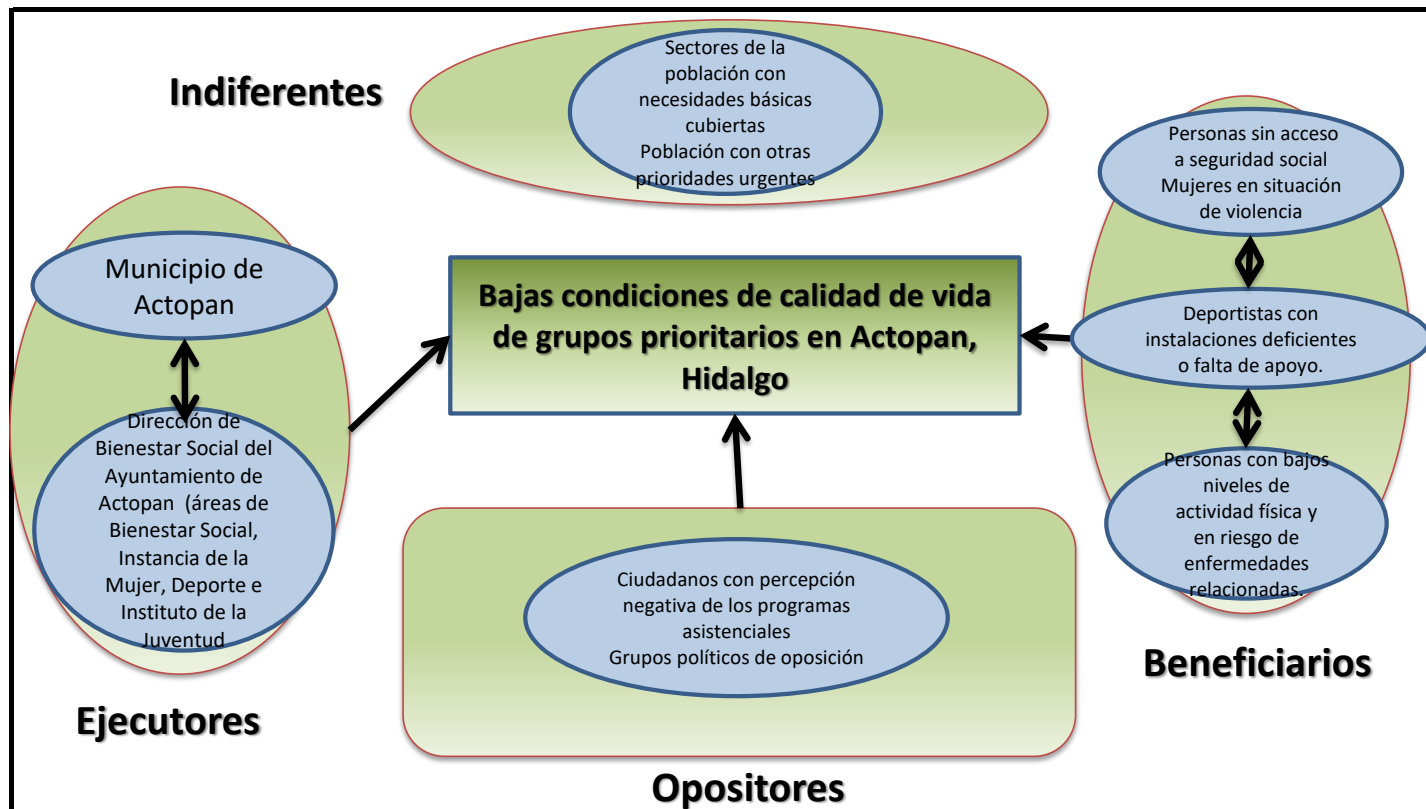 Indiferentes
Sectores de la
población con
necesidades básicas
cubiertas
Población con otras
prioridades urgentes
Personas sin acceso
a seguridad social
Mujeres en situación
de violencia
Municipio de
Actopan
Bajas condiciones de calidad de vida
de grupos prioritarios en Actopan,
Hidalgo
Deportistas con
instalaciones deficientes
o falta de apoyo.
Dirección de
Bienestar Social del
Ayuntamiento de
Actopan (áreas de
Bienestar Social,
Instancia de la
Mujer, Deporte e
Instituto de la
Juventud
Personas con bajos
niveles de
actividad física y
en riesgo de
enfermedades
relacionadas.
Ciudadanos con percepción
negativa de los programas
asistenciales
Grupos políticos de oposición
Beneficiarios
Ejecutores
Opositores